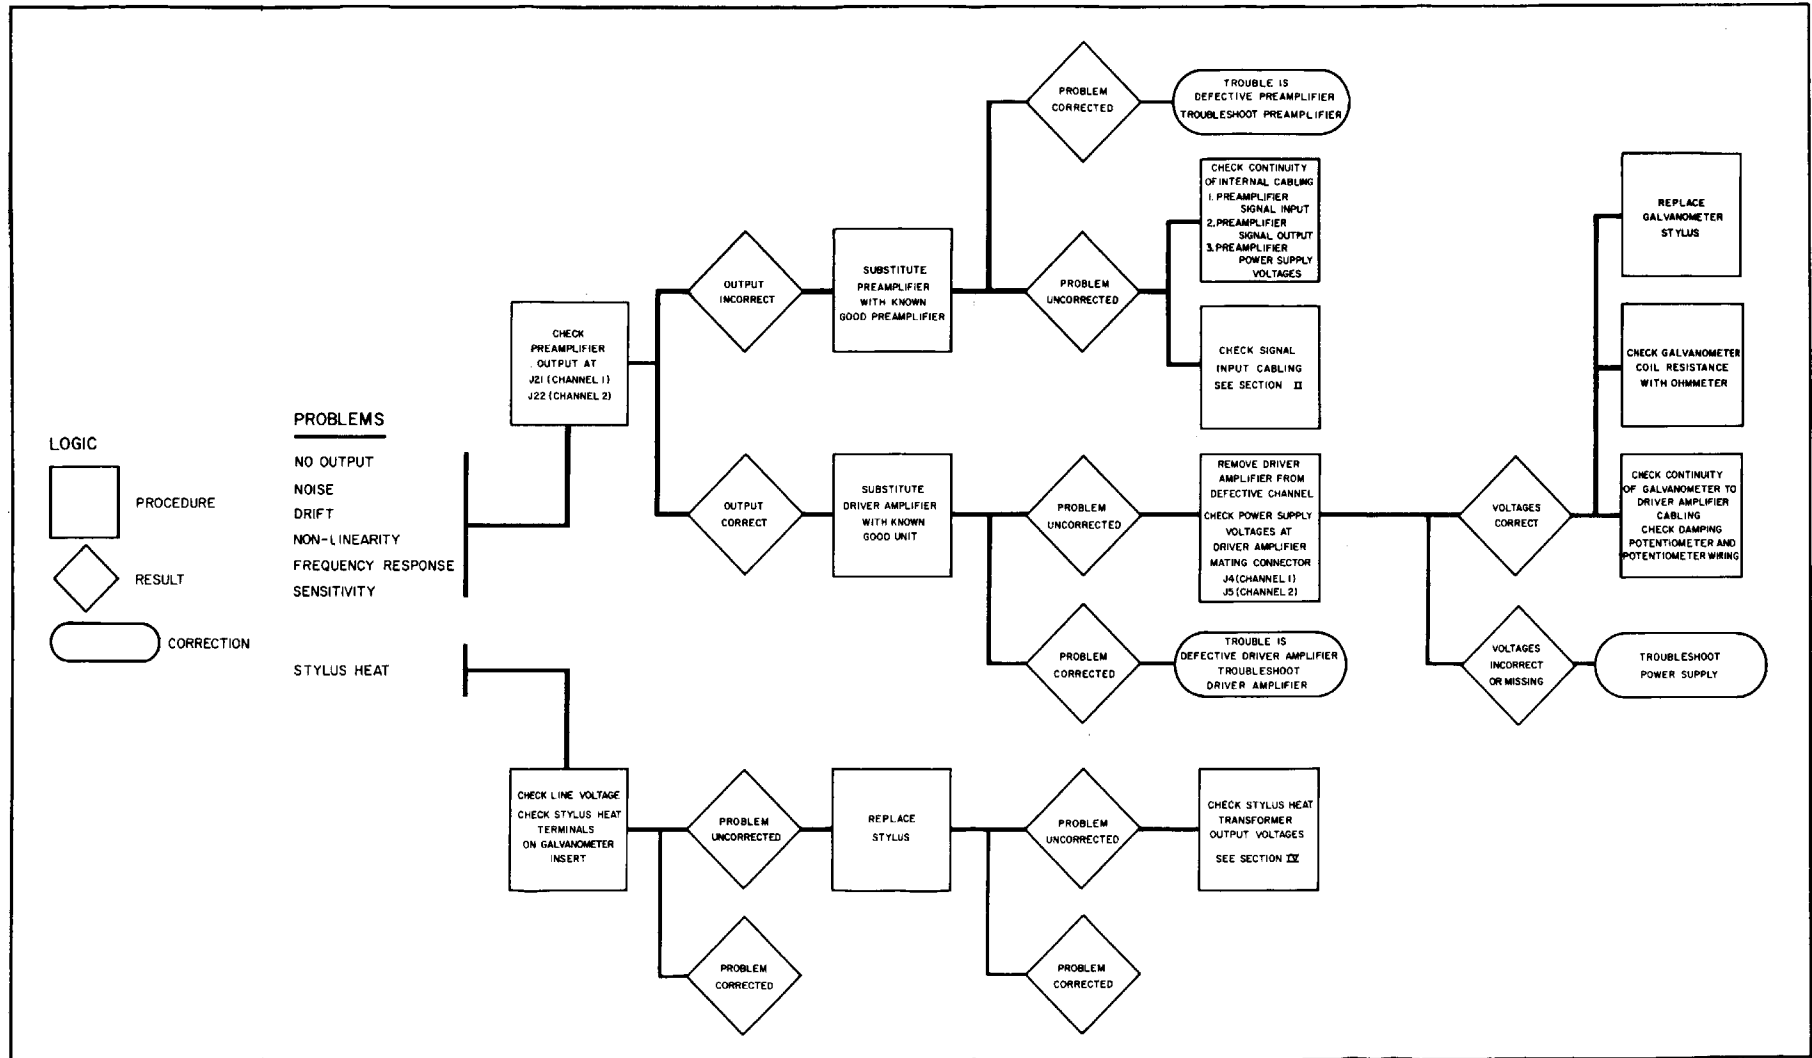 LOGIC
PROCEDURE
RESULT
CORRECTION
PROBLEMS
NO OUTPUT
NOISE
DRIFT
NON-LINEARITY
FREQUENCY RESPONSE
SENSITIVITY
STYLUS HEAT
CHECK
PREAMPLIFIER
OUTPUT AT
J21 (CHANNEL 1)
J22 (CHANNEL 2)
OUTPUT
INCORRECT
SUBSTITUTE
PREAMPLIFIER
WITH KNOWN
GOOD PREAMPLIFIER
PROBLEM
CORRECTED
TROUBLE IS
DEFECTIVE PREAMPLIFIER
TROUBLESHOOT PREAMPLIFIER
PROBLEM
UNCORRECTED
CHECK CONTINUITY
OF INTERNAL CABLING
1. PREAMPLIFIER
SIGNAL INPUT
2. PREAMPLIFIER
SIGNAL OUTPUT
3. PREAMPLIFIER
POWER SUPPLY
VOLTAGES
CHECK SIGNAL
INPUT CABLING
SEE SECTION II
OUTPUT
CORRECT
SUBSTITUTE
DRIVER AMPLIFIER
WITH KNOWN
GOOD UNIT
PROBLEM
UNCORRECTED
REMOVE DRIVER
AMPLIFIER FROM
DEFECTIVE CHANNEL
CHECK POWER SUPPLY
VOLTAGES AT
DRIVER AMPLIFIER
MATING CONNECTOR
J4 (CHANNEL 1)
J5 (CHANNEL 2)
PROBLEM
CORRECTED
TROUBLE IS
DEFECTIVE DRIVER AMPLIFIER
TROUBLESHOOT
DRIVER AMPLIFIER
VOLTAGES
CORRECT
REPLACE
GALVANOMETER
STYLUS
CHECK GALVANOMETER
COIL RESISTANCE
WITH OHMMETER
CHECK CONTINUITY
OF GALVANOMETER TO
DRIVER AMPLIFIER
CABLING
CHECK DAMPING
POTENTIOMETER AND
POTENTIOMETER WIRING
VOLTAGES
INCORRECT
OR MISSING
TROUBLESHOOT
POWER SUPPLY
CHECK LINE VOLTAGE
CHECK STYLUS HEAT
TERMINALS
ON GALVANOMETER
INSERT
PROBLEM
UNCORRECTED
REPLACE
STYLUS
PROBLEM
UNCORRECTED
CHECK STYLUS HEAT
TRANSFORMER
OUTPUT VOLTAGES
SEE SECTION IV
PROBLEM
CORRECTED
PROBLEM
CORRECTED